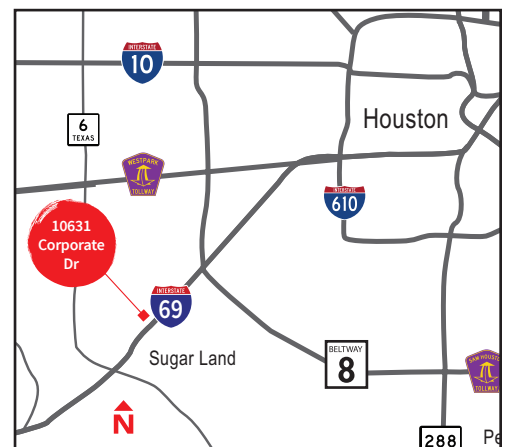 INTERSTATE
10
6
TEXAS
Houston
WESTPARK
TOLLWAY
INTERSTATE
610
10631
Corporate
Dr
INTERSTATE
69
Sugar Land
BELTWAY
8
SAM HOUSTON
TOLLWAY
N
288
Pe